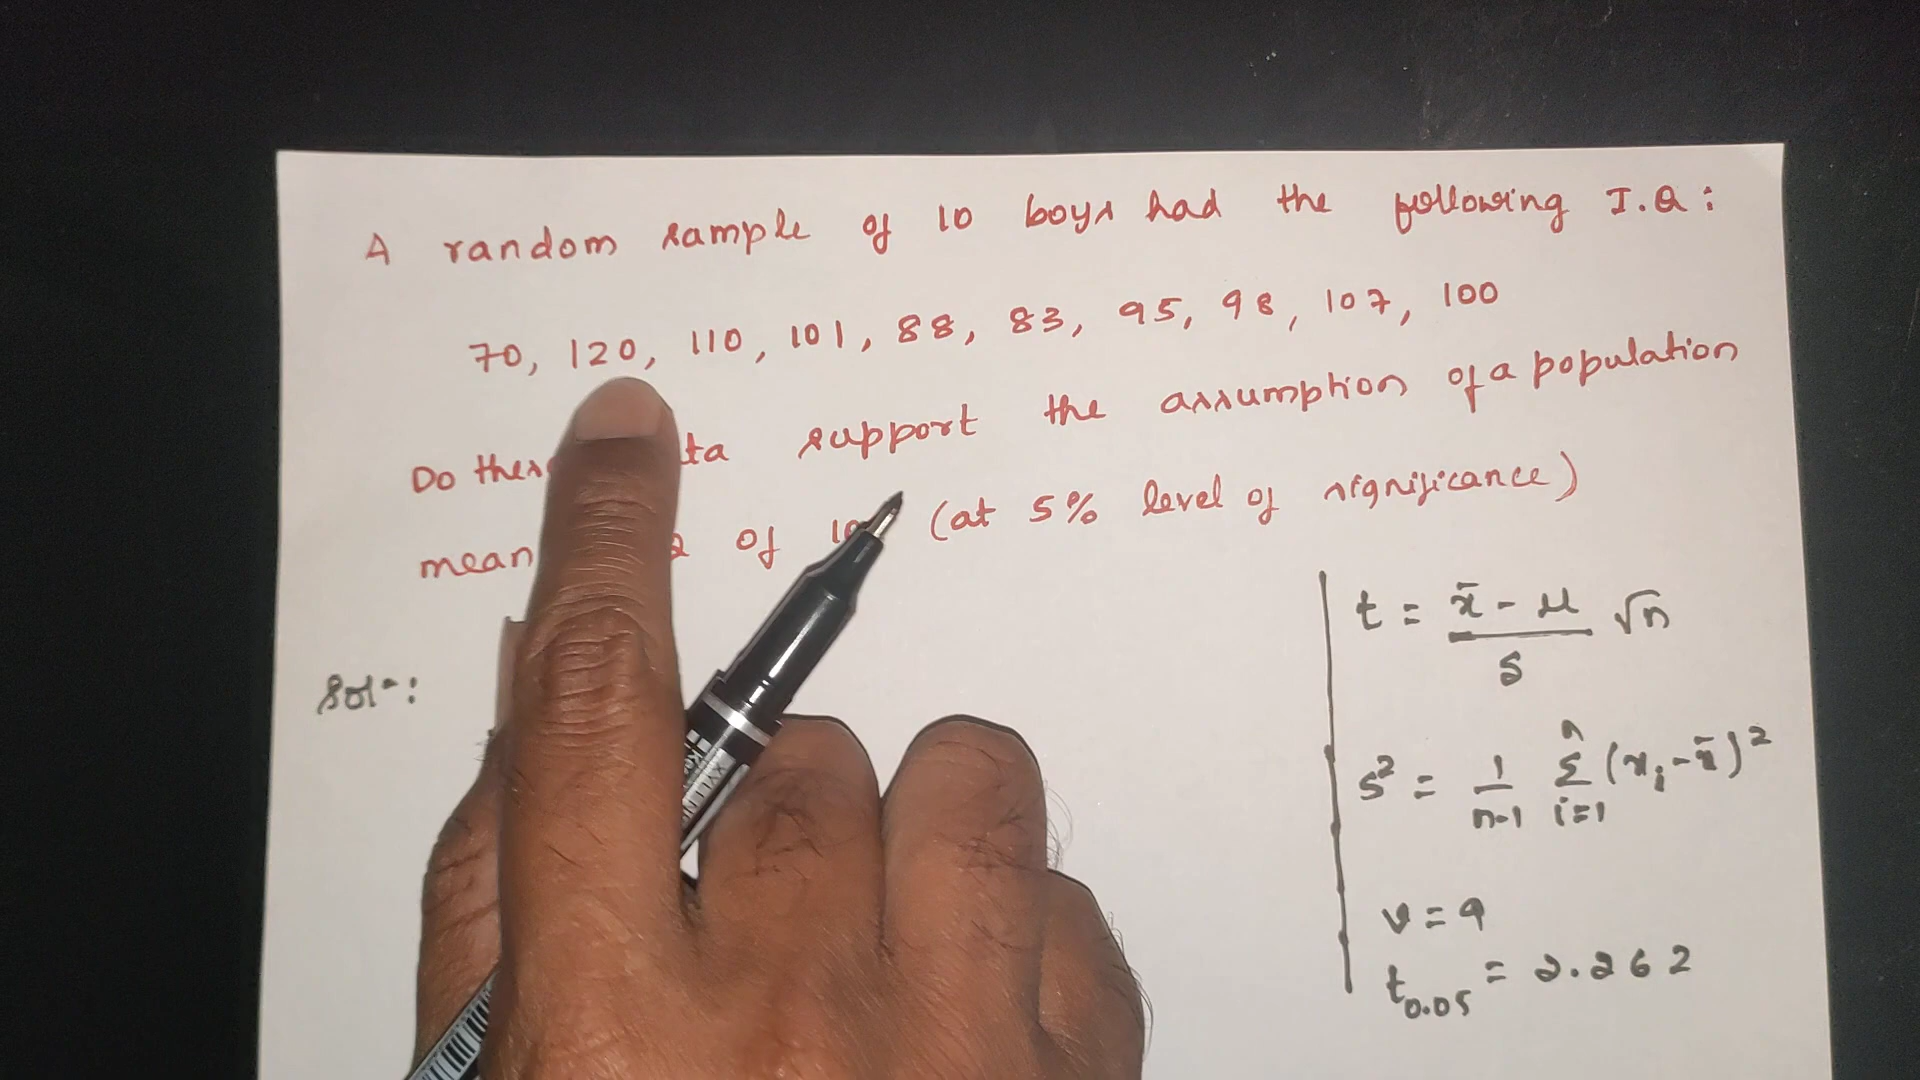 A random sample of 10 boys had the following I.Q :
70, 120, 110, 101, 88, 83, 95, 98, 107, 100
Do support the assumption of a population
mean of (at 5% level of significance)
Sol :
t = x̄ - μ / S √n
S² = 1 / n-1 Σ i=1 n (xᵢ - x̄)²
ν = 9
t0.05 = 2.262